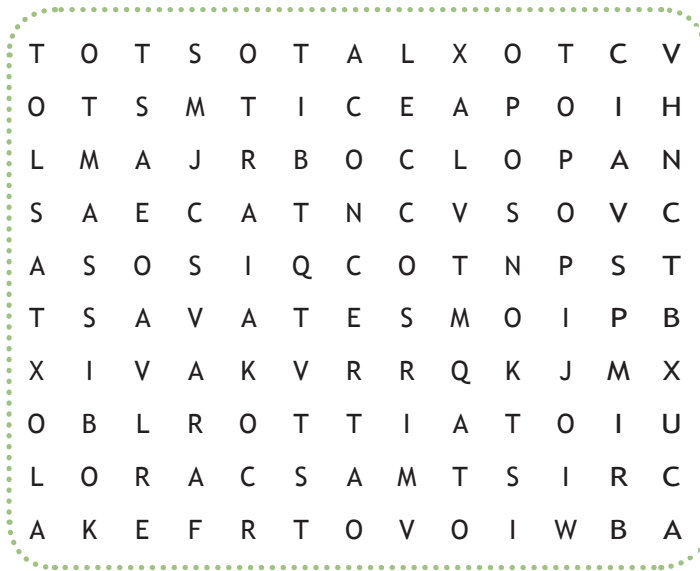 T O T S O T A L X O T C V
O T S M T I C E A P O I H
L M A J R B O C L O P A N
S A E C A T N C V S O V C
A S O S I Q C O T N P S T
T S A V A T E S M O I P B
X I V A K V R R Q K J M X
O B L R O T T I A T O I U
L O R A C S A M T S I R C
A K E F R T O V O I W B A